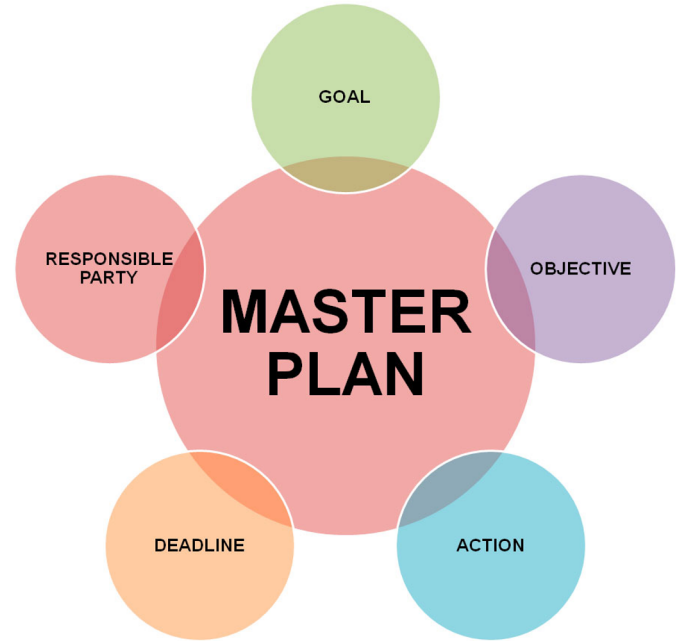 GOAL
RESPONSIBLE
PARTY
OBJECTIVE
MASTER
PLAN
DEADLINE
ACTION